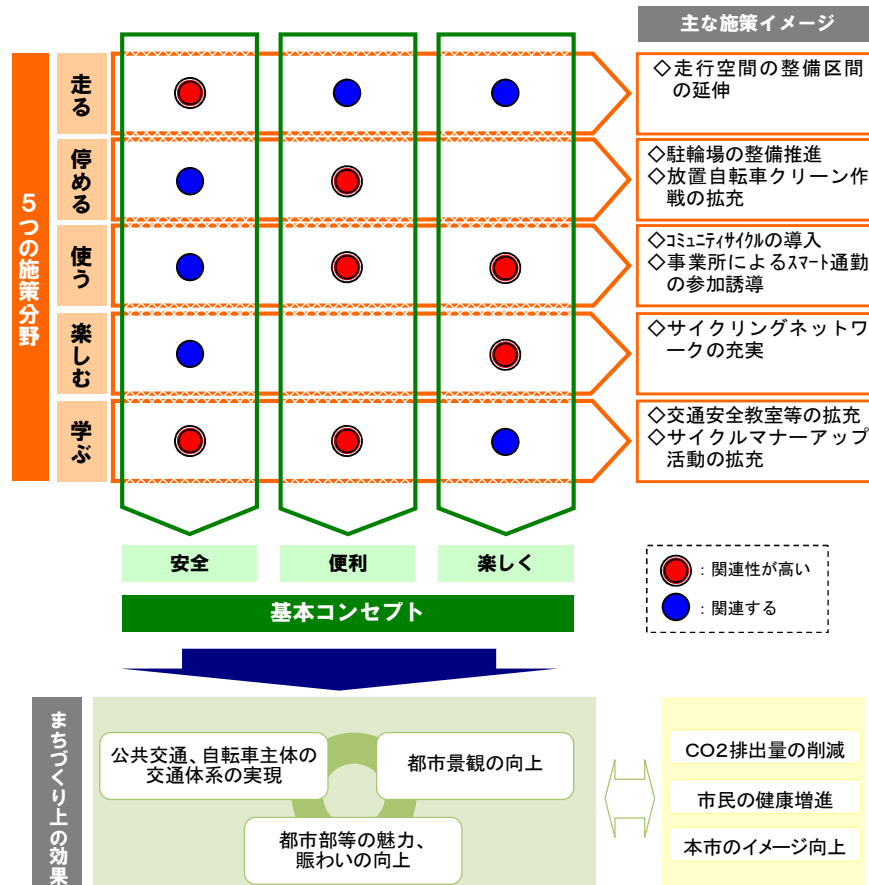 主な施策イメージ
5つの施策分野
走る
◇走行空間の整備区間
の延伸
停める
◇駐輪場の整備推進
◇放置自転車クリーン作
戦の拡充
使う
◇ｺﾐｭﾆﾃｨｻｲｸﾙの導入
◇事業所によるｽﾏｰﾄ通勤
の参加誘導
楽しむ
◇サイクリングネットワ
ークの充実
学ぶ
◇交通安全教室等の拡充
◇サイクルマナーアップ
活動の拡充
安全
便利
楽しく
基本コンセプト
：関連性が高い
：関連する
まちづくり上の効果
公共交通、自転車主体の
交通体系の実現
都市景観の向上
都市部等の魅力、
賑わいの向上
CO2排出量の削減
市民の健康増進
本市のイメージ向上